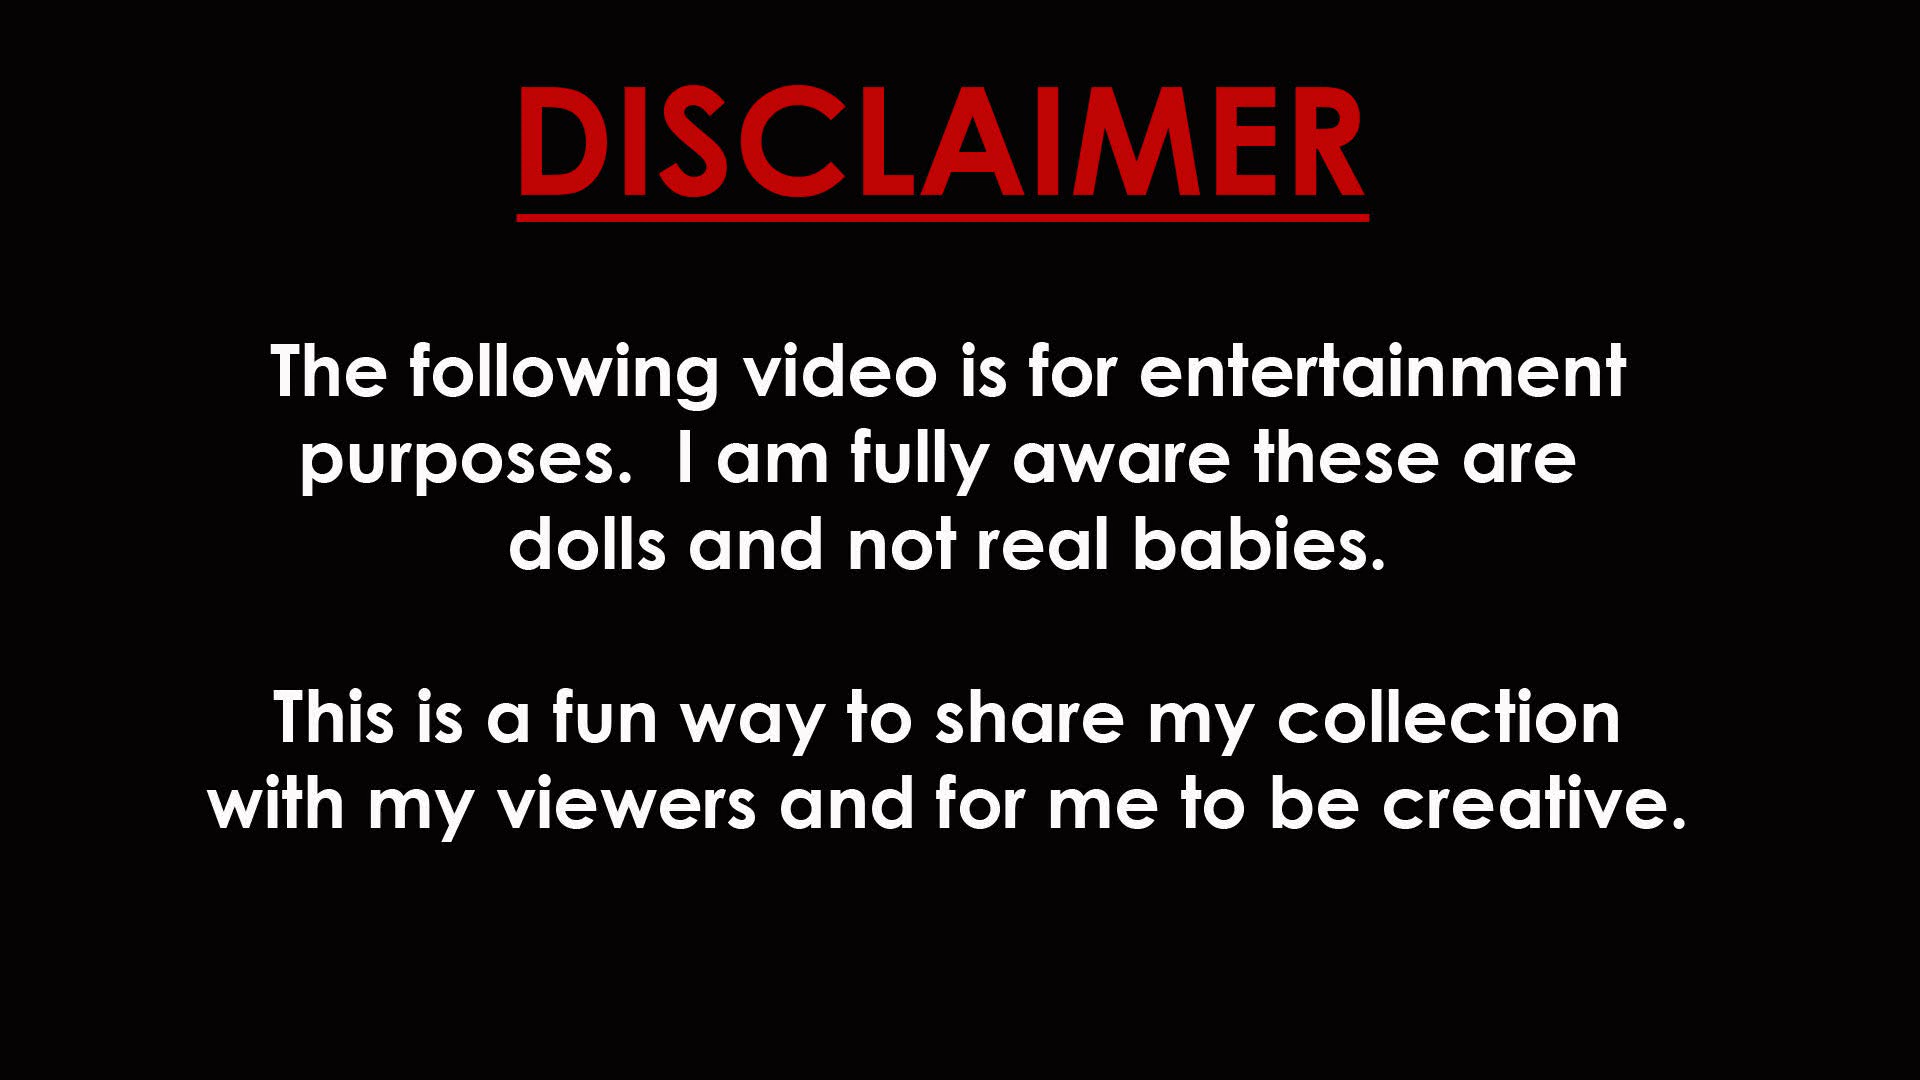 DISCLAIMER
The following video is for entertainment
purposes.  I am fully aware these are
dolls and not real babies.
This is a fun way to share my collection
with my viewers and for me to be creative.